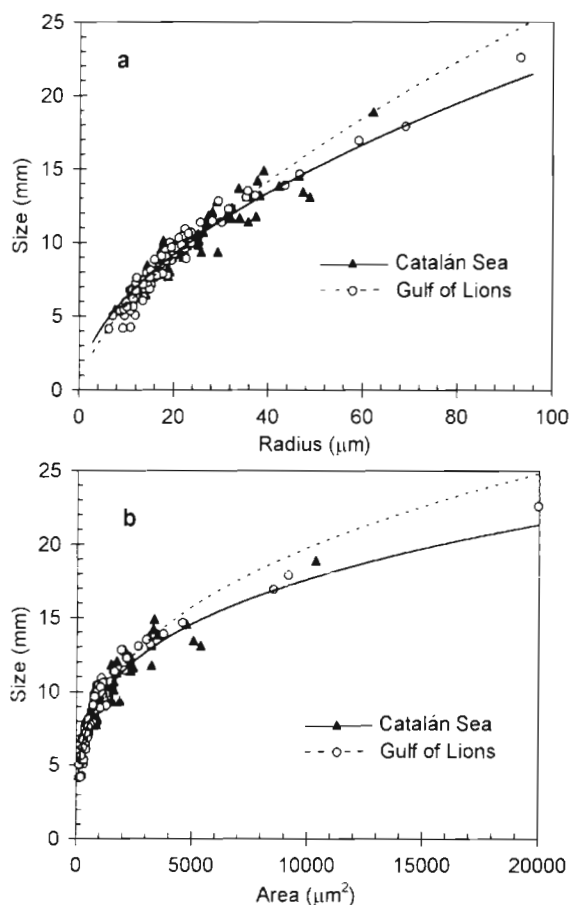 25
a
20
15
10
5
0
Size (mm)
Catalán Sea
Gulf of Lions
0 20 40 60 80 100
Radius (μm)
25
b
20
15
10
5
0
Size (mm)
Catalán Sea
Gulf of Lions
0 5000 10000 15000 20000
Area (μm²)